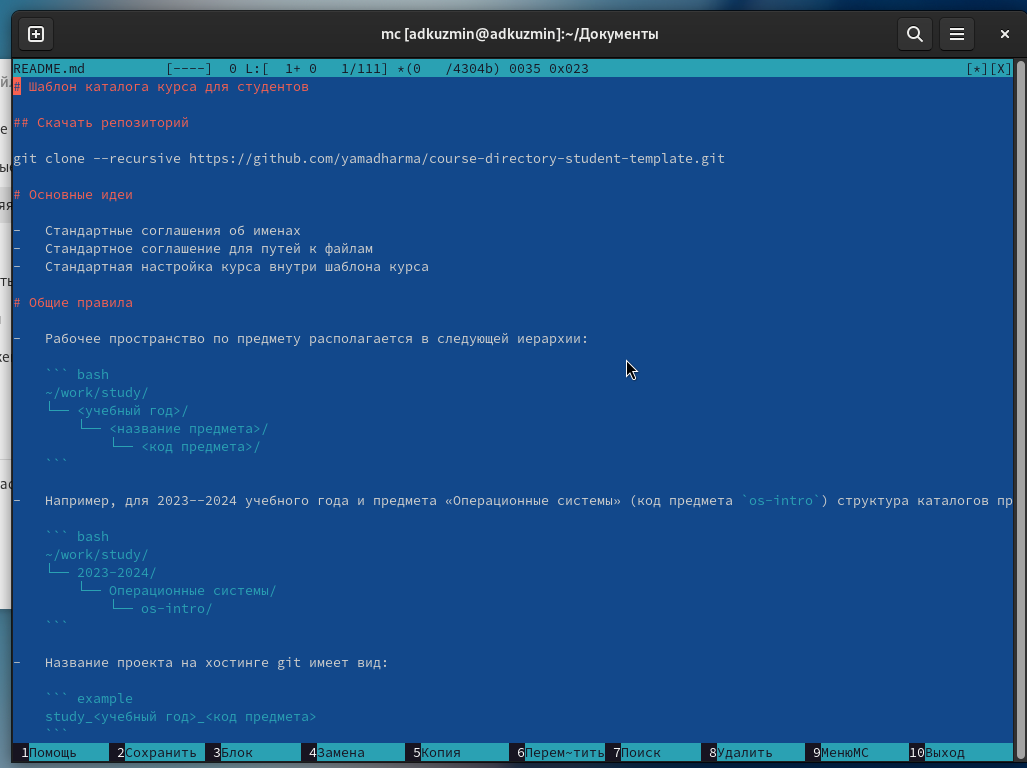 mc [adkuzmin@adkuzmin]:~/Документы
README.md [----] 0 L:[ 1+ 0 1/111] *(0 /4304b) 0035 0x023 [*][X]
# Шаблон каталога курса для студентов
## Скачать репозиторий
git clone --recursive https://github.com/yamadharma/course-directory-student-template.git
# Основные идеи
- Стандартные соглашения об именах
- Стандартное соглашение для путей к файлам
- Стандартная настройка курса внутри шаблона курса
# Общие правила
- Рабочее пространство по предмету располагается в следующей иерархии:
``` bash
~/work/study/
└── <учебный год>/
└── <название предмета>/
└── <код предмета>/
```
- Например, для 2023--2024 учебного года и предмета «Операционные системы» (код предмета `os-intro`) структура каталогов пр
``` bash
~/work/study/
└── 2023-2024/
└── Операционные системы/
└── os-intro/
```
- Название проекта на хостинге git имеет вид:
``` example
study_<учебный год>_<код предмета>
```
1Помощь 2Сохранить 3Блок 4Замена 5Копия 6Перем~тить 7Поиск 8Удалить 9МенюМС 10Выход